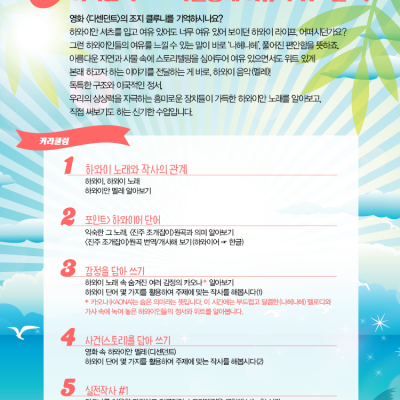 영화 <디센던트>의 조지 클루니를 기억하시나요?
하와이안 셔츠를 입고 여유 있어도 너무 여유 있어 보이던 하와이 라이프, 어떠시던가요?
그런 하와이인들의 여유를 느낄 수 있는 말이 바로 '나헤나헤', 풀어진 편안함을 뜻하죠.
아름다운 자연과 사물 속에 스토리텔링을 심어두어 여유 있으면서도 위트 있게
본래 하고자 하는 이야기를 전달하는 게 바로, 하와이 음악(멜레)!
독특한 구조와 이국적인 정서,
우리의 상상력을 자극하는 흥미로운 장치들이 가득한 하와이안 노래를 알아보고,
직접 써보기도 하는 신기한 수업입니다.
커리큘럼
1 하와이 노래와 작사의 관계
하와이, 하와이 노래
하와이안 멜레 알아보기
2 포인트> 하와이어 단어
익숙한 그 노래, <진주 조개잡이>원곡과 의미 알아보기
<진주 조개잡이>원곡 번역/개사해 보기 (하와이어 ☞ 한글)
3 감정을 담아 쓰기
하와이 노래 속 숨겨진 여러 감정의 카오나 * 알아보기
하와이 단어 몇 가지를 활용하여 주제에 맞는 작사를 해봅시다(1)
* 카오나(KAONA)는 숨은 의미라는 뜻입니다. 이 시간에는 부드럽고 달콤한(나헤나헤) 멜로디와
가사 속에 녹여 놓은 하와이인들의 정서와 위트를 알아봅니다.
4 사건(스토리)를 담아 쓰기
영화 속 하와이안 멜레 (디센던트)
하와이 단어 몇 가지를 활용하여 주제에 맞는 작사를 해봅시다(2)
5 실전작사 #1